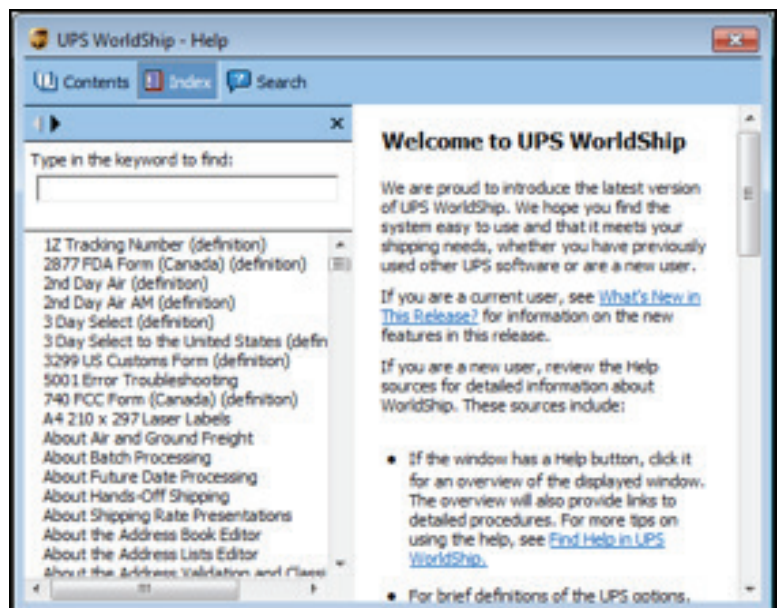 UPS WorldShip - Help
Contents Index Search
Type in the keyword to find:
1Z Tracking Number (definition)
2877 FDA Form (Canada) (definition)
2nd Day Air (definition)
2nd Day Air AM (definition)
3 Day Select (definition)
3 Day Select to the United States (defin
3299 US Customs Form (definition)
5001 Error Troubleshooting
740 FCC Form (Canada) (definition)
A4 210 x 297 Laser Labels
About Air and Ground Freight
About Batch Processing
About Future Date Processing
About Hands-Off Shipping
About Shipping Rate Presentations
About the Address Book Editor
About the Address Lists Editor
About the Address Validation and Classi
Welcome to UPS WorldShip
We are proud to introduce the latest version
of UPS WorldShip. We hope you find the
system easy to use and that it meets your
shipping needs, whether you have previously
used other UPS software or are a new user.
If you are a current user, see What's New in
This Release? for information on the new
features in this release.
If you are a new user, review the Help
sources for detailed information about
WorldShip. These sources include:
• If the window has a Help button, click it
for an overview of the displayed window.
The overview will also provide links to
detailed procedures. For more tips on
using the help, see Find Help in UPS
WorldShip.
• For brief definitions of the UPS options,